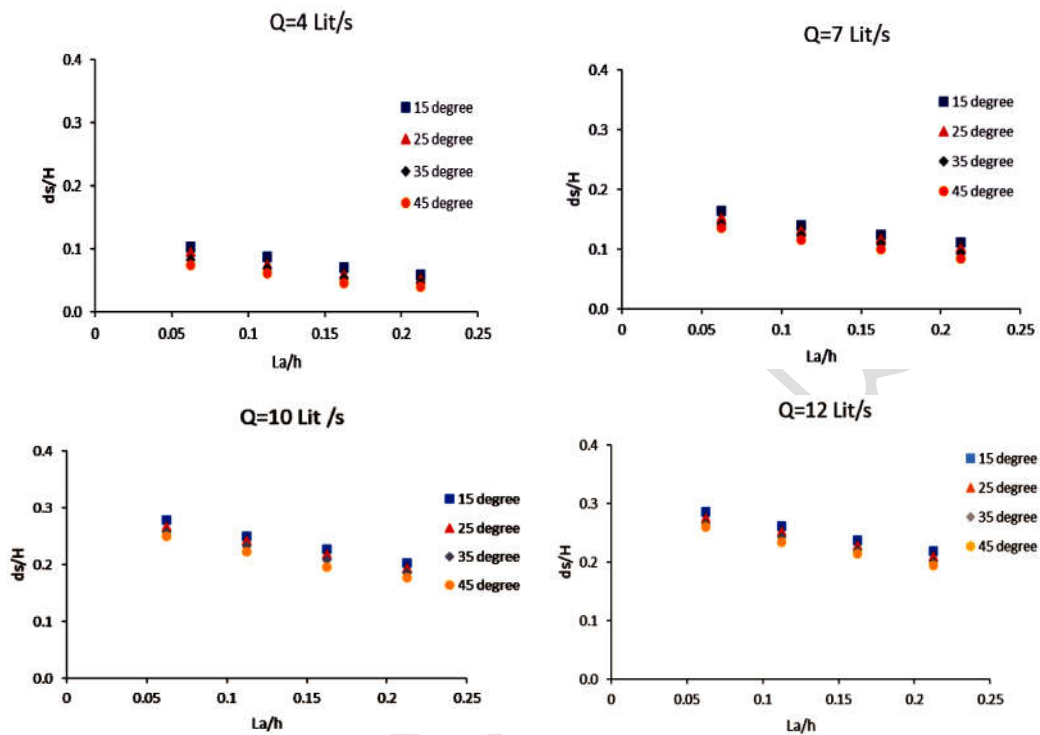 Q=4 Lit/s
0.4
0.3
0.2
0.1
0.0
ds/H
0
0.05
0.1
0.15
0.2
0.25
La/h
15 degree
25 degree
35 degree
45 degree
Q=7 Lit/s
0.4
0.3
0.2
0.1
0.0
ds/H
0
0.05
0.1
0.15
0.2
0.25
La/h
15 degree
25 degree
35 degree
45 degree
Q=10 Lit /s
0.4
0.3
0.2
0.1
0.0
ds/H
0
0.05
0.1
0.15
0.2
0.25
La/h
15 degree
25 degree
35 degree
45 degree
Q=12 Lit/s
0.4
0.3
0.2
0.1
0.0
ds/H
0
0.05
0.1
0.15
0.2
0.25
La/h
15 degree
25 degree
35 degree
45 degree